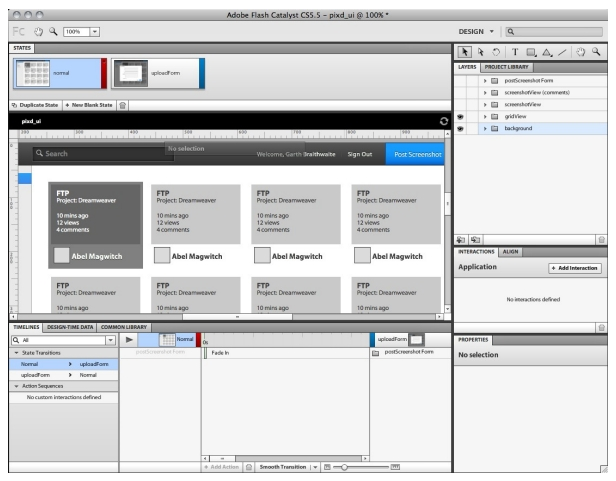 Adobe Flash Catalyst CS5.5 – pixd_ui @ 100% *
FC 100% DESIGN
STATES
normal uploadForm
Duplicate State + New Blank State
pixd_ui
200 300 400 500 600 700 800 900
Search
No selection
Welcome, Garth Braithwaite Sign Out Post Screenshot
FTP FTP FTP FTP
Project: Dreamweaver Project: Dreamweaver Project: Dreamweaver Project: Dreamweaver
10 mins ago 10 mins ago 10 mins ago 10 mins ago
12 views 12 views 12 views 12 views
4 comments 4 comments 4 comments 4 comments
Abel Magwitch Abel Magwitch Abel Magwitch Abel Magwitch
FTP FTP FTP FTP
Project: Dreamweaver Project: Dreamweaver Project: Dreamweaver Project: Dreamweaver
10 mins ago 10 mins ago 10 mins ago 10 mins ago
TIMELINES DESIGN-TIME DATA COMMON LIBRARY
All
State Transitions
Normal > uploadForm
uploadForm > Normal
Action Sequences
No custom interactions defined
Normal 0s uploadForm
postScreenshot Form Fade In postScreenshot Form
+ Add Action Smooth Transition
LAYERS PROJECT LIBRARY
postScreenshot Form
screenshotView (comments)
screenshotView
gridView
background
INTERACTIONS ALIGN
Application + Add Interaction
No interactions defined
PROPERTIES
No selection